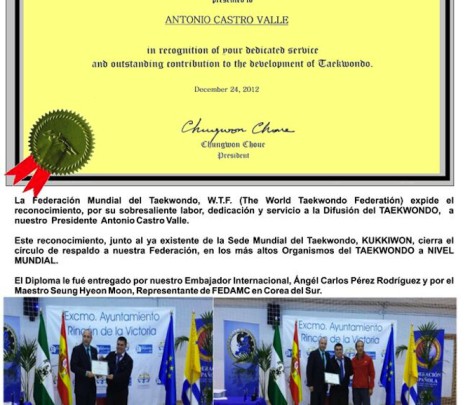 presented to
ANTONIO CASTRO VALLE
in recognition of your dedicated service
and outstanding contribution to the development of Taekwondo.
December 24, 2012
Chungwon Choue
Chungwon Choue
President
La Federación Mundial del Taekwondo, W.T.F. (The World Taekwondo Federatión) expide el
reconocimiento, por su sobresaliente labor, dedicación y servicio a la Difusión del TAEKWONDO, a
nuestro Presidente Antonio Castro Valle.
Este reconocimiento, junto al ya existente de la Sede Mundial del Taekwondo, KUKKIWON, cierra el
circulo de respaldo a nuestra Federación, en los más altos Organismos del TAEKWONDO a NIVEL
MUNDIAL.
El Diploma le fué entregado por nuestro Embajador Internacional, Ángel Carlos Pérez Rodríguez y por el
Maestro Seung Hyeon Moon, Representante de FEDAMC en Corea del Sur.
Excmo. Ayuntamiento
Rincón de la Victoria
Excmo. Ayuntamiento
Rincón de la Victoria